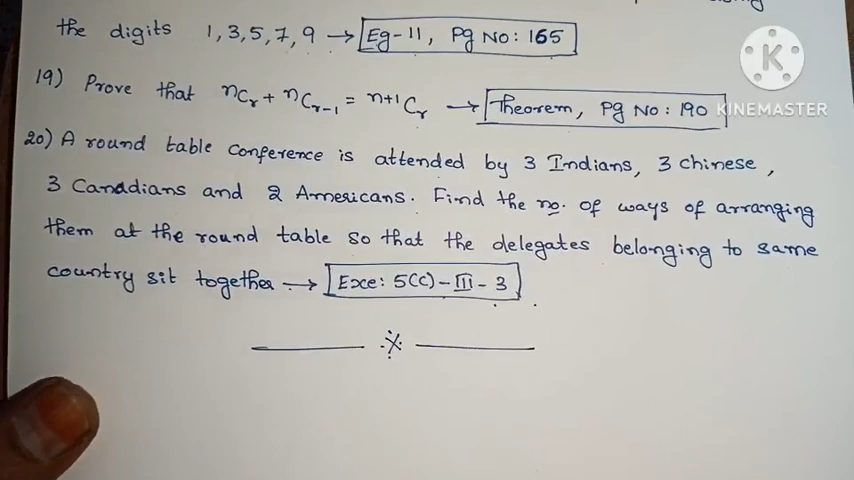 the digits 1,3,5,7,9 → Eg-11, Pg No: 165
19) Prove that nCr + nCr-1 = n+1Cr → Theorem, Pg No: 190
20) A round table conference is attended by 3 Indians, 3 Chinese,
3 Canadians and 2 Americans. Find the no. of ways of arranging
them at the round table so that the delegates belonging to same
country sit together → Exe: 5(c)-III-3
K
KINEMASTER